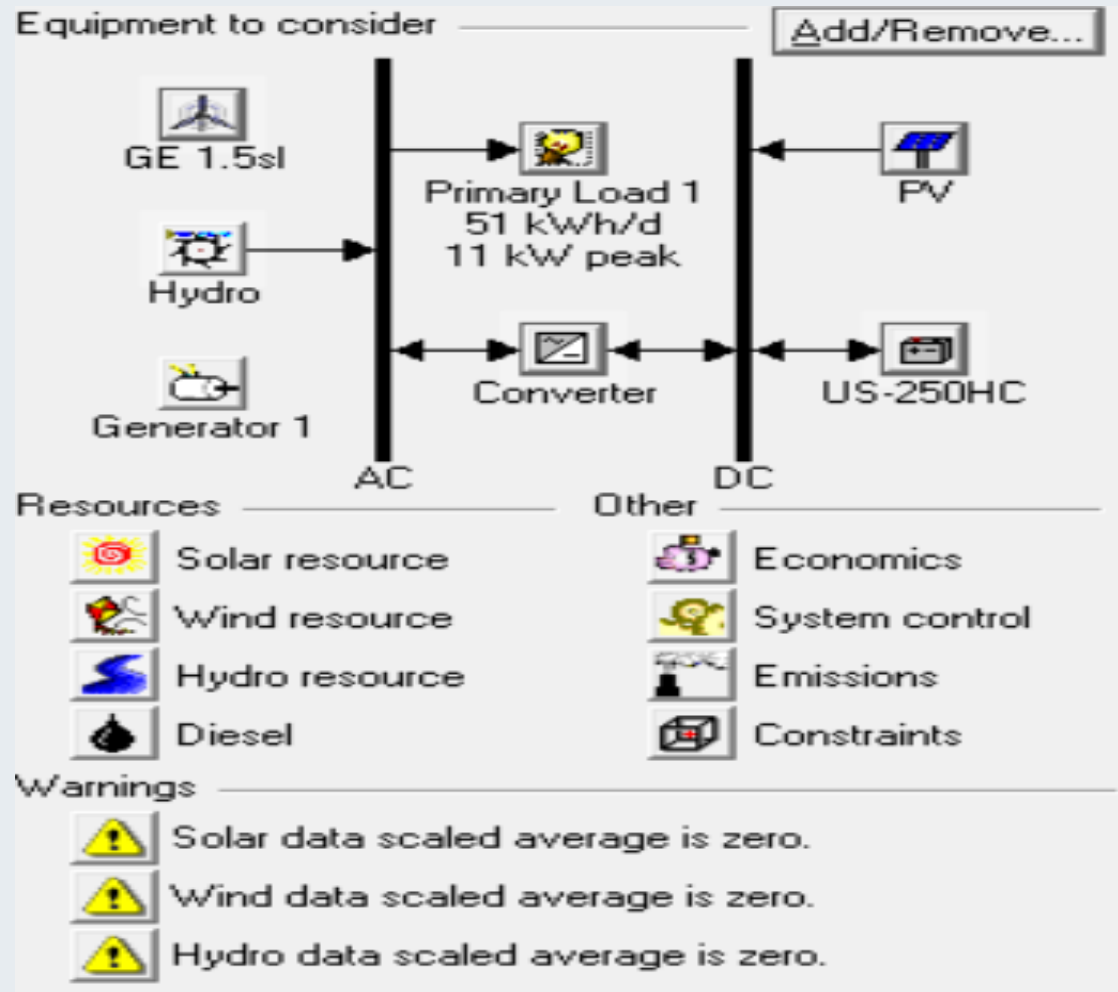 Equipment to consider
Add/Remove...
GE 1.5sl
Primary Load 1
51 kWh/d
11 kW peak
PV
Hydro
Converter
US-250HC
Generator 1
AC
DC
Resources
Other
Solar resource
Economics
Wind resource
System control
Hydro resource
Emissions
Diesel
Constraints
Warnings
Solar data scaled average is zero.
Wind data scaled average is zero.
Hydro data scaled average is zero.